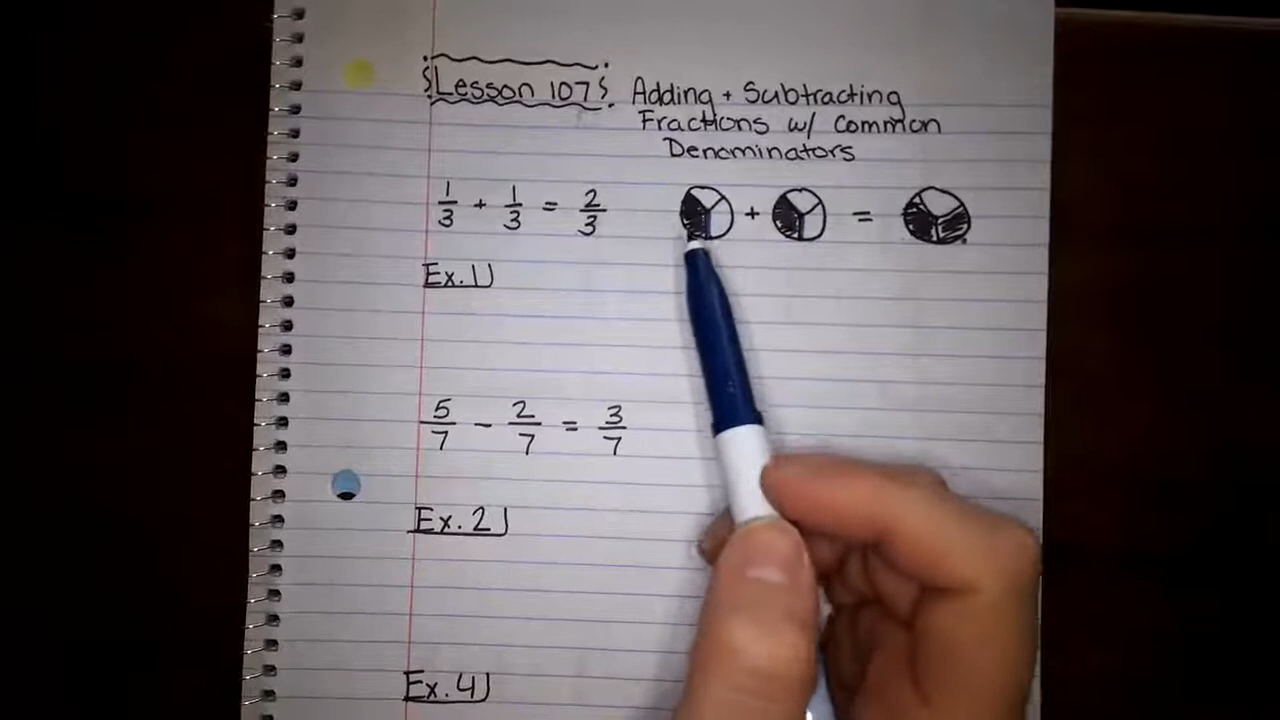 Lesson 107 Adding + Subtracting
Fractions w/ Common
Denominators
1/3 + 1/3 = 2/3 + =
Ex. 1)
5/7 - 2/7 = 3/7
Ex. 2)
Ex. 4)